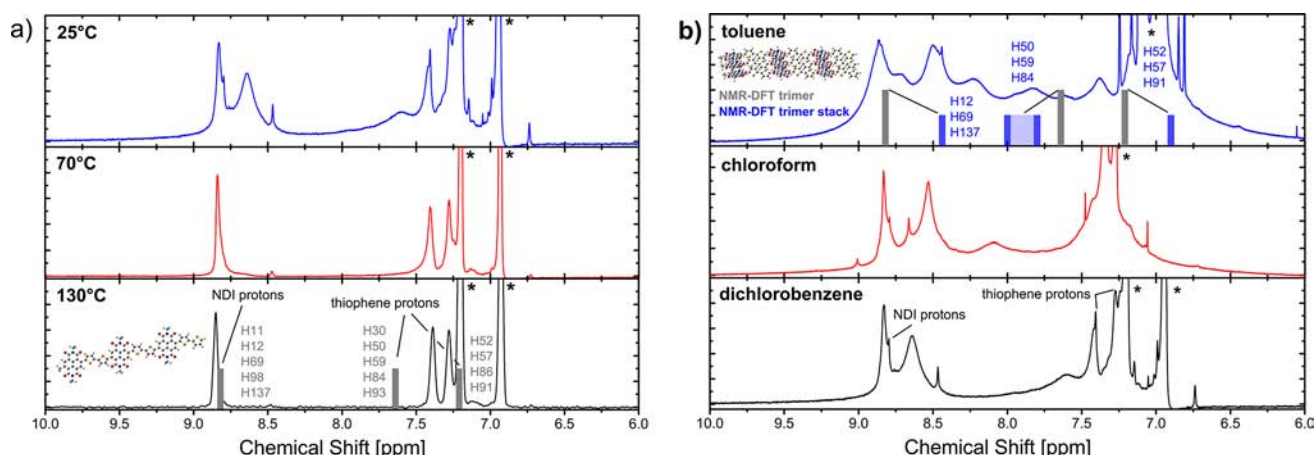 a)
25°C
* *
70°C
* *
130°C
* *
NDI protons
thiophene protons
H11
H12
H69
H98
H137
H30
H50
H59
H84
H93
H52
H57
H86
H91
10.0 9.5 9.0 8.5 8.0 7.5 7.0 6.5 6.0
Chemical Shift [ppm]
b)
toluene
*
H50
H59
H84
H52
H57
H91
NMR-DFT trimer
NMR-DFT trimer stack
H12
H69
H137
chloroform
*
dichlorobenzene
thiophene protons
* *
NDI protons
10.0 9.5 9.0 8.5 8.0 7.5 7.0 6.5 6.0
Chemical Shift [ppm]